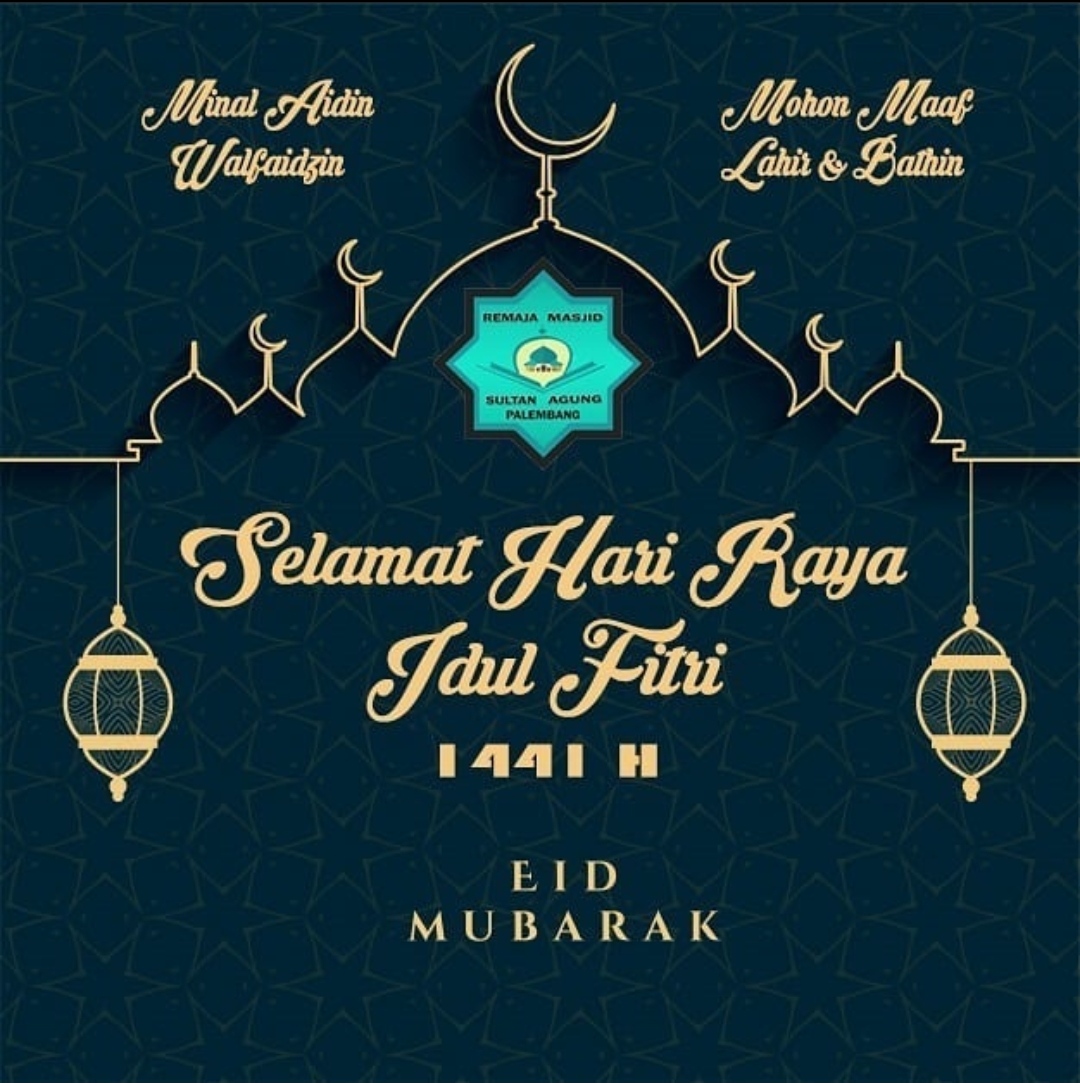 Minal Aidin
Walfaidzin
Mohon Maaf
Lahir & Bathin
REMAJA MASJID
SULTAN AGUNG
PALEMBANG
Selamat Hari Raya
Idul Fitri
1441 H
EID
MUBARAK